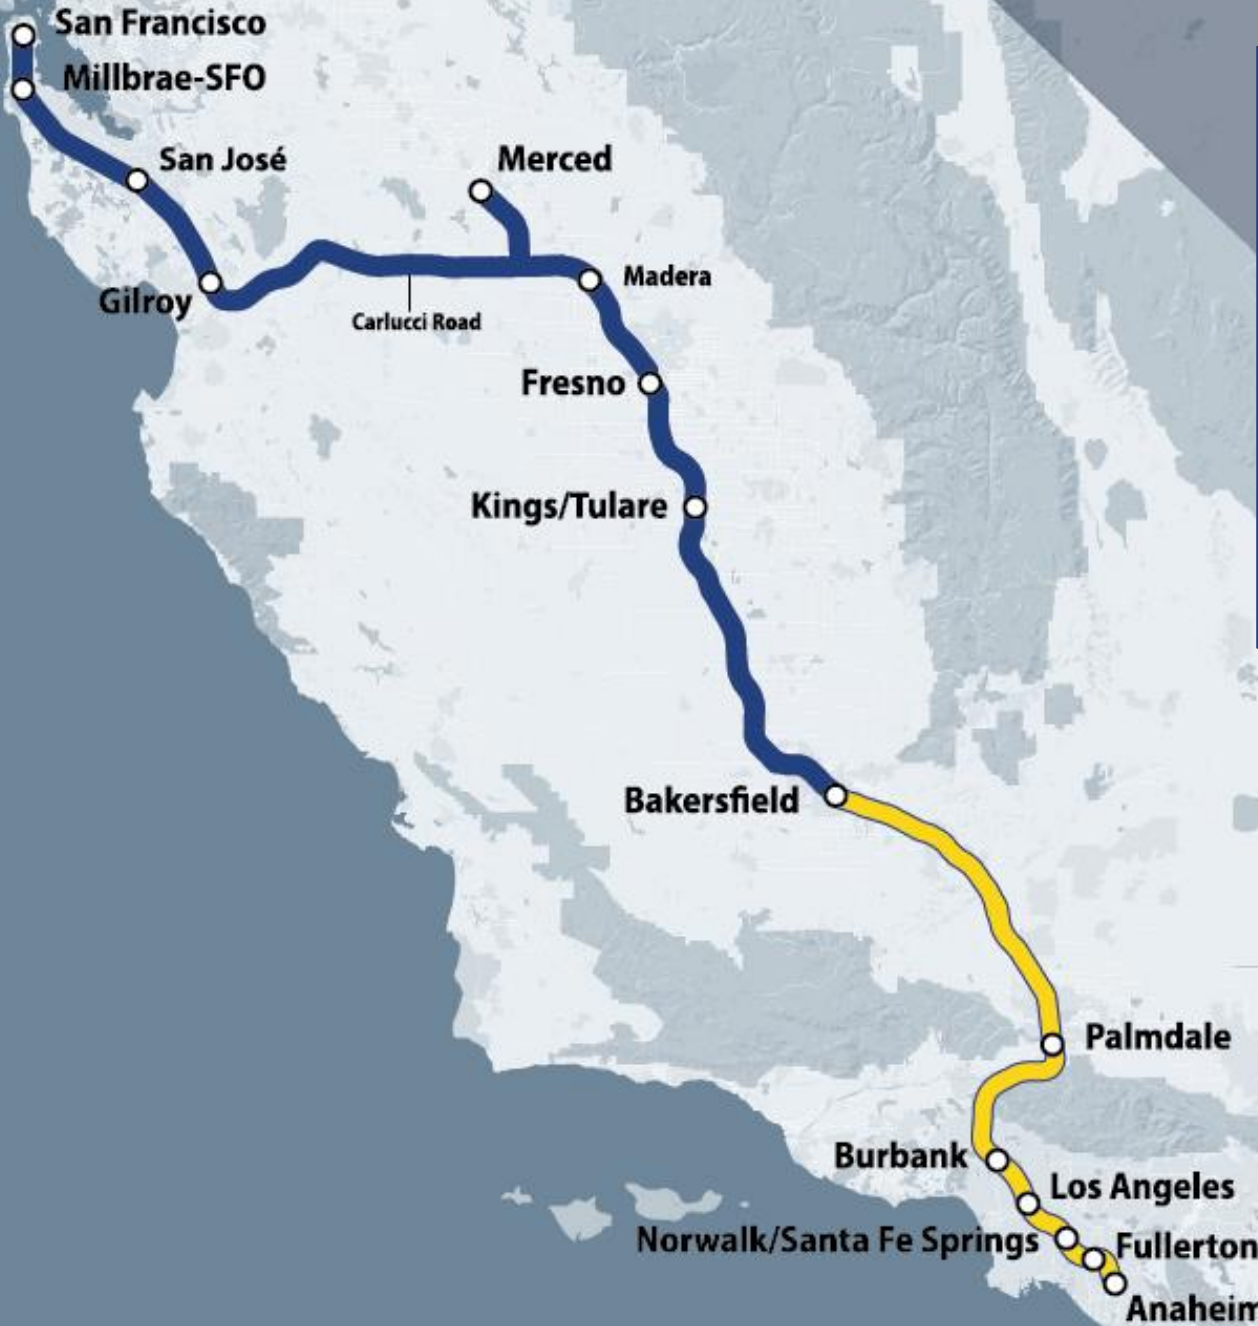 San Francisco
Millbrae-SFO
San José
Merced
Gilroy
Madera
Carlucci Road
Fresno
Kings/Tulare
Bakersfield
Palmdale
Burbank
Los Angeles
Norwalk/Santa Fe Springs
Fullerton
Anaheim